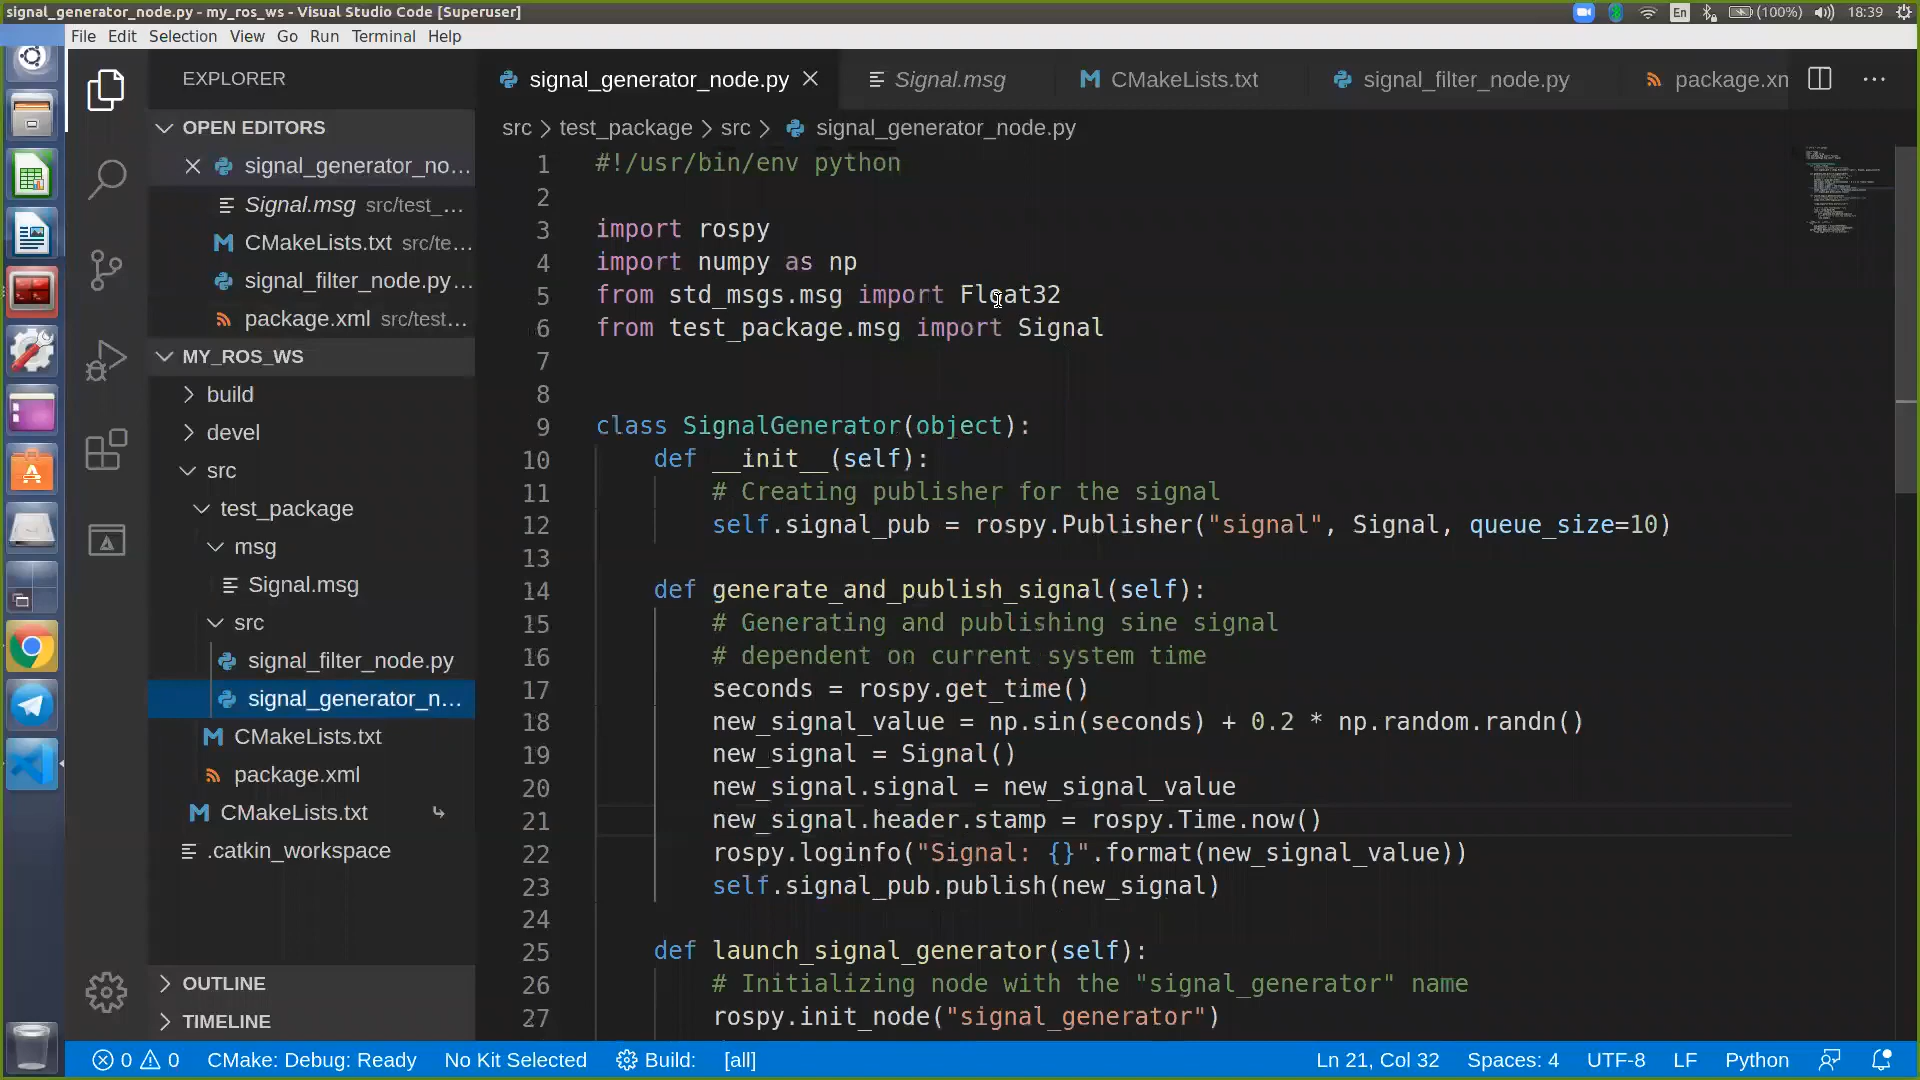 signal_generator_node.py - my_ros_ws - Visual Studio Code [Superuser]
En
(100%)
18:39
File Edit Selection View Go Run Terminal Help
EXPLORER
OPEN EDITORS
signal_generator_no...
Signal.msg src/test_...
CMakeLists.txt src/te...
signal_filter_node.py...
package.xml src/test...
MY_ROS_WS
build
devel
src
test_package
msg
Signal.msg
src
signal_filter_node.py
signal_generator_n...
CMakeLists.txt
package.xml
CMakeLists.txt
.catkin_workspace
OUTLINE
TIMELINE
signal_generator_node.py Signal.msg CMakeLists.txt signal_filter_node.py package.xn
src > test_package > src > signal_generator_node.py
1 #!/usr/bin/env python
2
3 import rospy
4 import numpy as np
5 from std_msgs.msg import Float32
6 from test_package.msg import Signal
7
8
9 class SignalGenerator(object):
10 def __init__(self):
11 # Creating publisher for the signal
12 self.signal_pub = rospy.Publisher("signal", Signal, queue_size=10)
13
14 def generate_and_publish_signal(self):
15 # Generating and publishing sine signal
16 # dependent on current system time
17 seconds = rospy.get_time()
18 new_signal_value = np.sin(seconds) + 0.2 * np.random.randn()
19 new_signal = Signal()
20 new_signal.signal = new_signal_value
21 new_signal.header.stamp = rospy.Time.now()
22 rospy.loginfo("Signal: {}".format(new_signal_value))
23 self.signal_pub.publish(new_signal)
24
25 def launch_signal_generator(self):
26 # Initializing node with the "signal_generator" name
27 rospy.init_node("signal_generator")
0 0 CMake: Debug: Ready No Kit Selected Build: [all] Ln 21, Col 32 Spaces: 4 UTF-8 LF Python